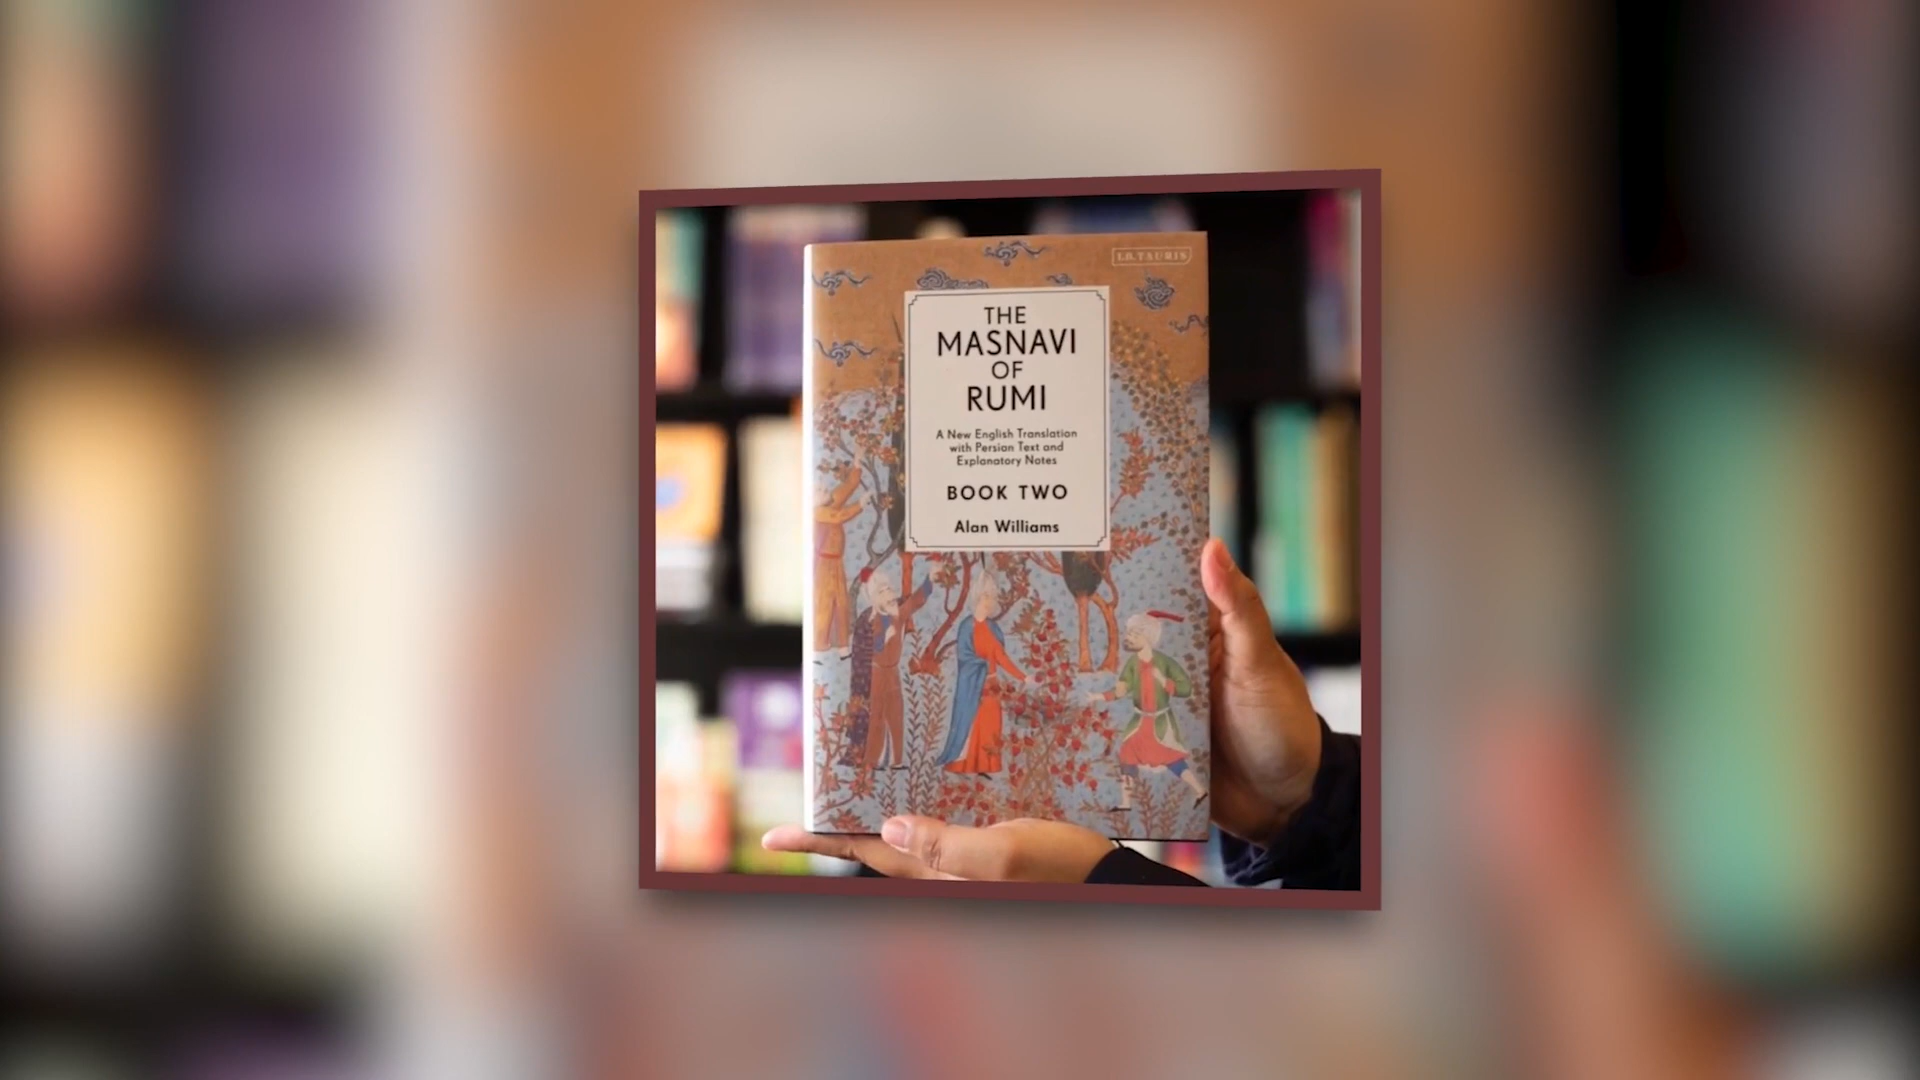 I.B.TAURIS
THE
MASNAVI
OF
RUMI
A New English Translation
with Persian Text and
Explanatory Notes
BOOK TWO
Alan Williams